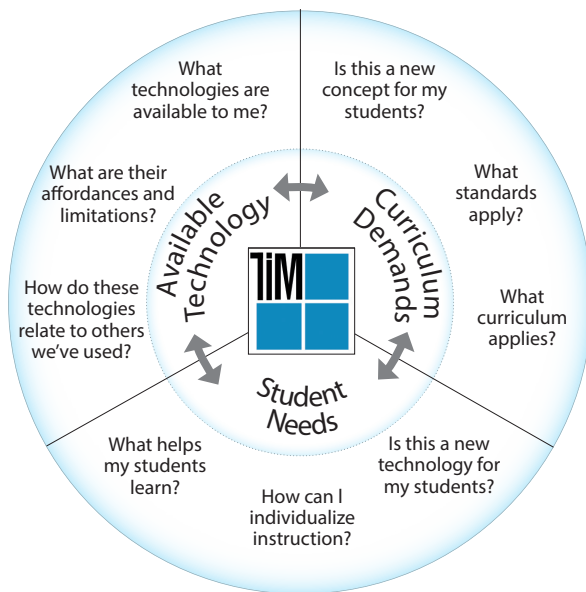 What
technologies are
available to me?
What are their
affordances and
limitations?
How do these
technologies
relate to others
we've used?
Is this a new
concept for my
students?
What
standards
apply?
What
curriculum
applies?
Available
Technology
Curriculum
Demands
TiM
Student
Needs
What helps
my students
learn?
How can I
individualize
instruction?
Is this a new
technology for
my students?